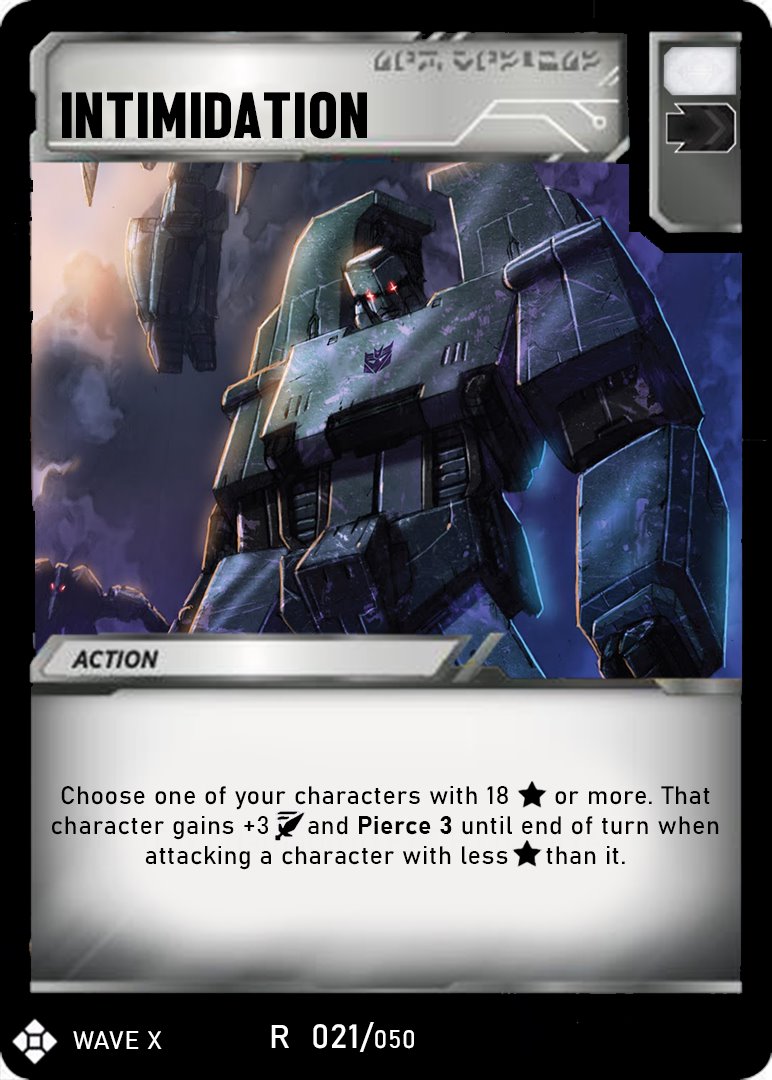 INTIMIDATION
ACTION
Choose one of your characters with 18 ★ or more. That
character gains +3 and Pierce 3 until end of turn when
attacking a character with less ★ than it.
WAVE X R 021/050